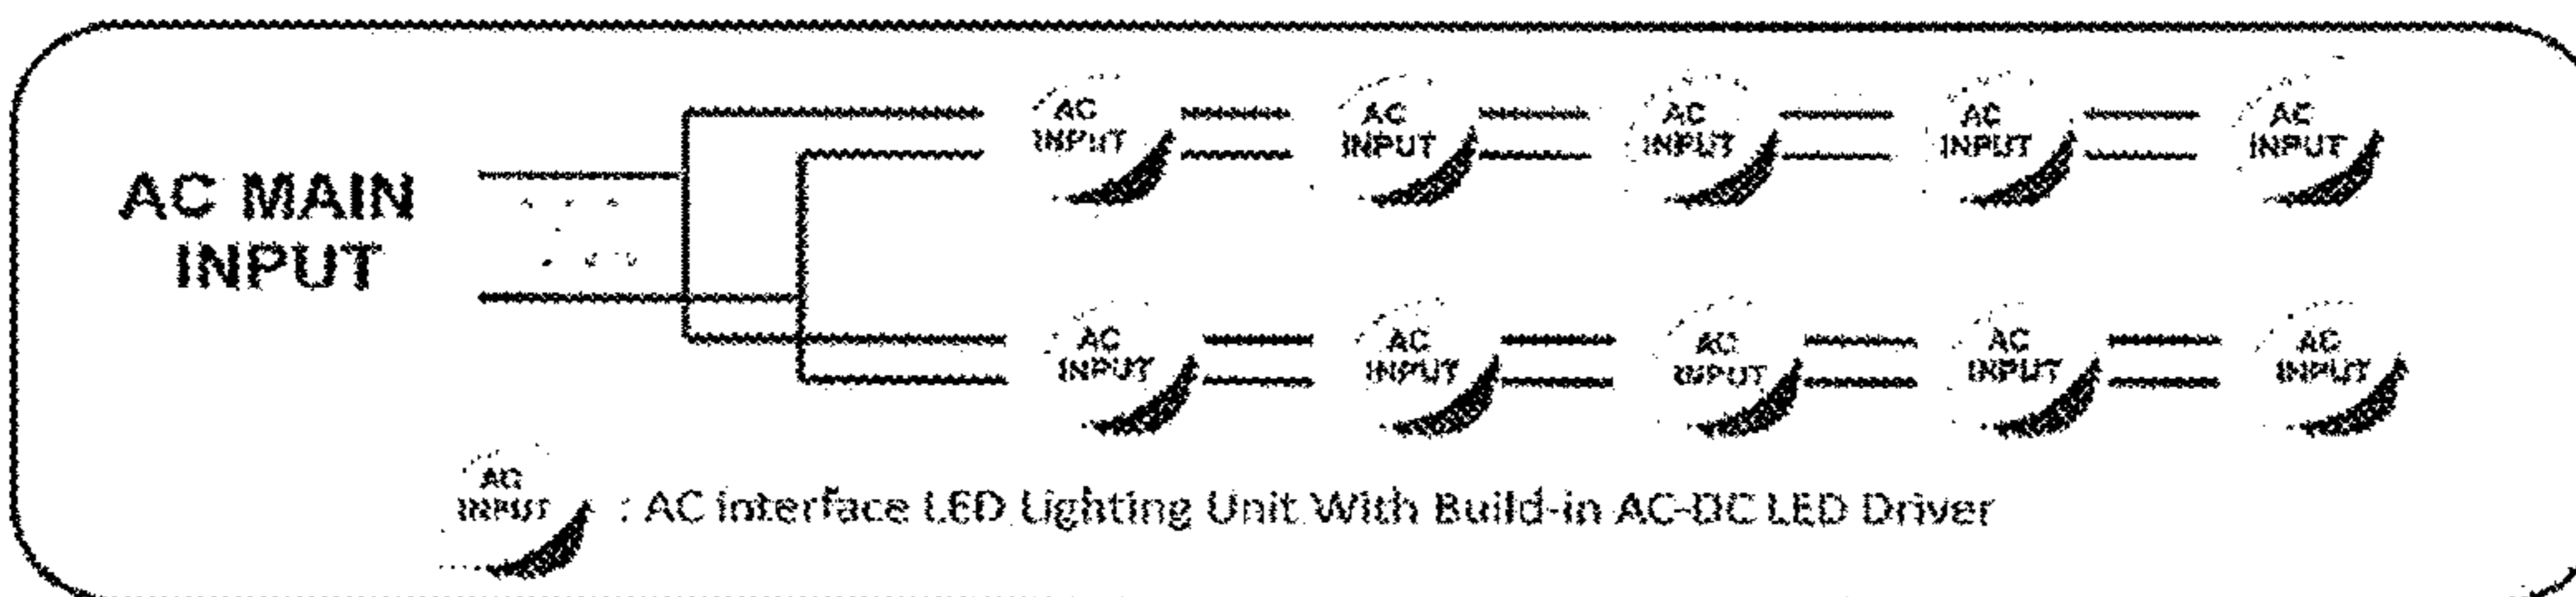 AC MAIN
INPUT
AC
INPUT
AC
INPUT
AC
INPUT
AC
INPUT
AC
INPUT
AC
INPUT
AC
INPUT
AC
INPUT
AC
INPUT
AC
INPUT
AC
INPUT
: AC interface LED Lighting Unit With Build-in AC-DC LED Driver